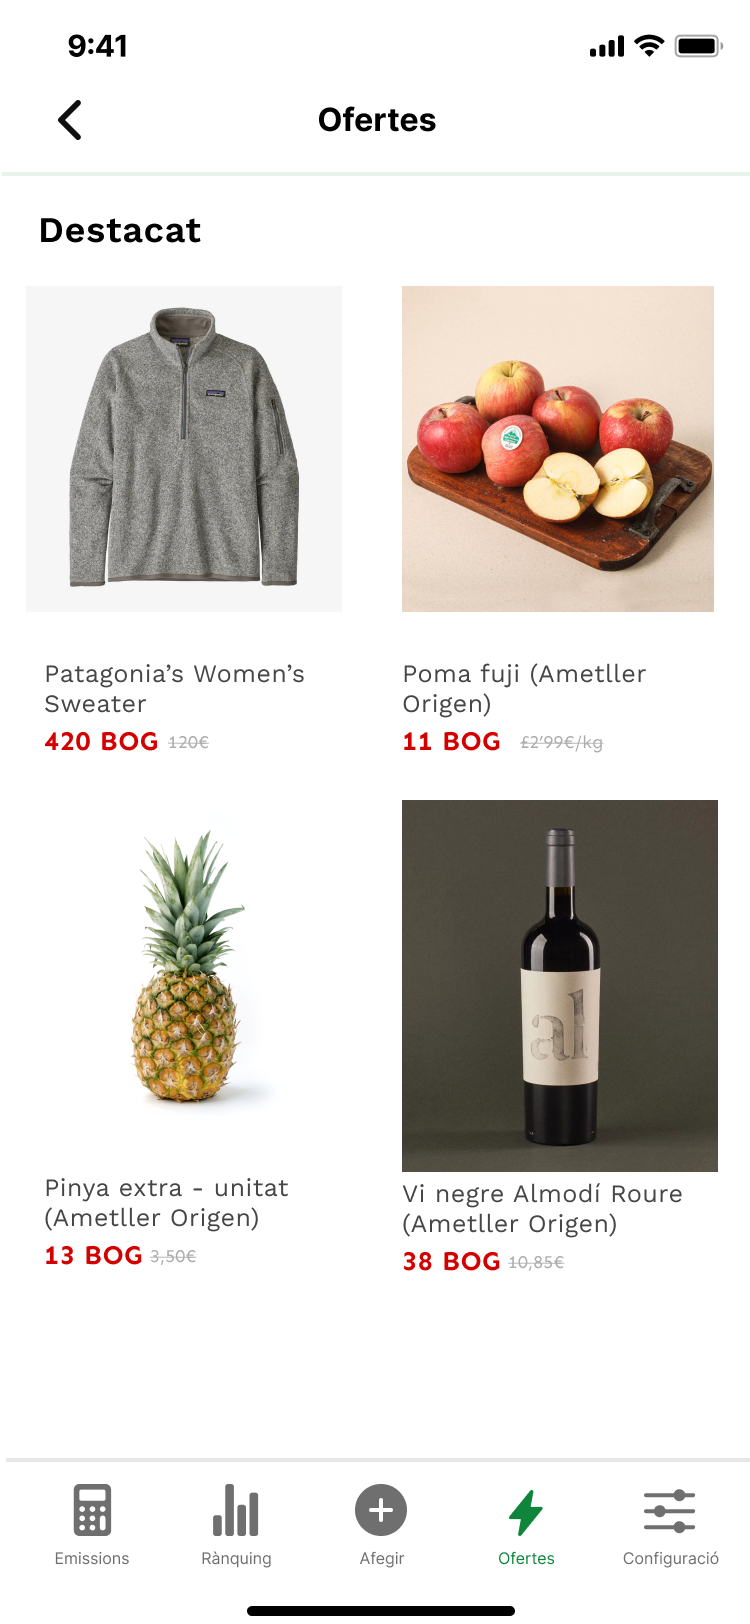 9:41
Ofertes
Destacat
Patagonia’s Women’s
Sweater
420 BOG 120€
Poma fuji (Ametller
Origen)
11 BOG £2’99€/kg
al
Pinya extra - unitat
(Ametller Origen)
13 BOG 3,50€
Vi negre Almodí Roure
(Ametller Origen)
38 BOG 10,85€
Emissions
Rànquing
Afegir
Ofertes
Configuració